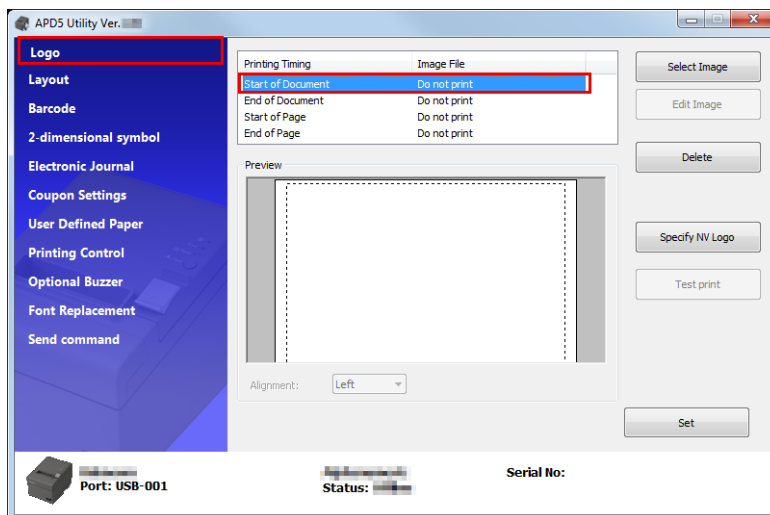 APD5 Utility Ver.
Logo
Layout
Barcode
2-dimensional symbol
Electronic Journal
Coupon Settings
User Defined Paper
Printing Control
Optional Buzzer
Font Replacement
Send command
Printing Timing Image File
Start of Document Do not print
End of Document Do not print
Start of Page Do not print
End of Page Do not print
Preview
Alignment: Left
Select Image
Edit Image
Delete
Specify NV Logo
Test print
Set
Port: USB-001
Status:
Serial No: